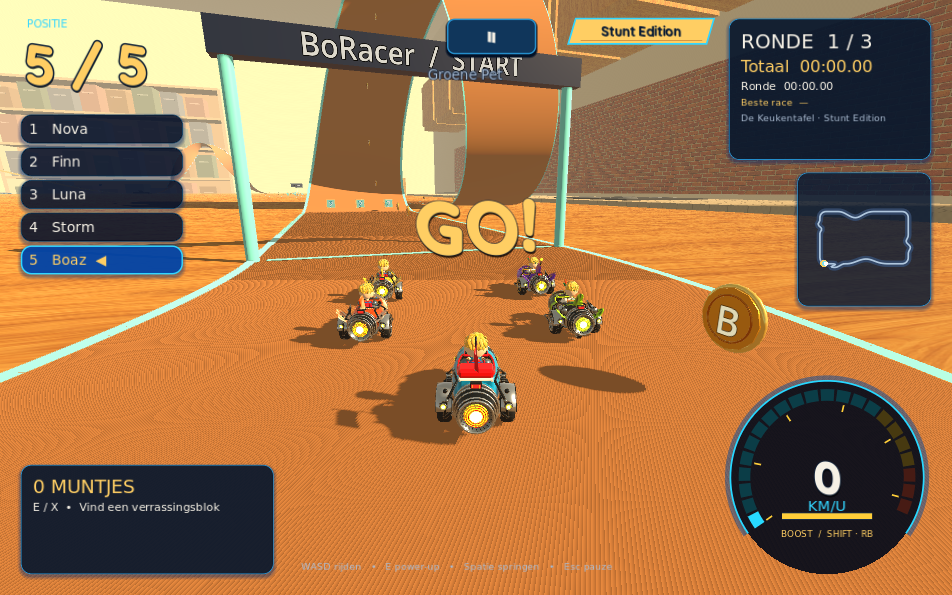 POSITIE
5 / 5
1 Nova
2 Finn
3 Luna
4 Storm
5 Boaz ◀
BoRacer / START
Groene Pet
Stunt Edition
RONDE 1 / 3
Totaal 00:00.00
Ronde 00:00.00
Beste race —
De Keukentafel · Stunt Edition
GO!
B
0 MUNTJES
E / X • Vind een verrassingsblok
0
KM/U
BOOST / SHIFT · RB
WASD rijden • E power-up • Spatie springen • Esc pauze